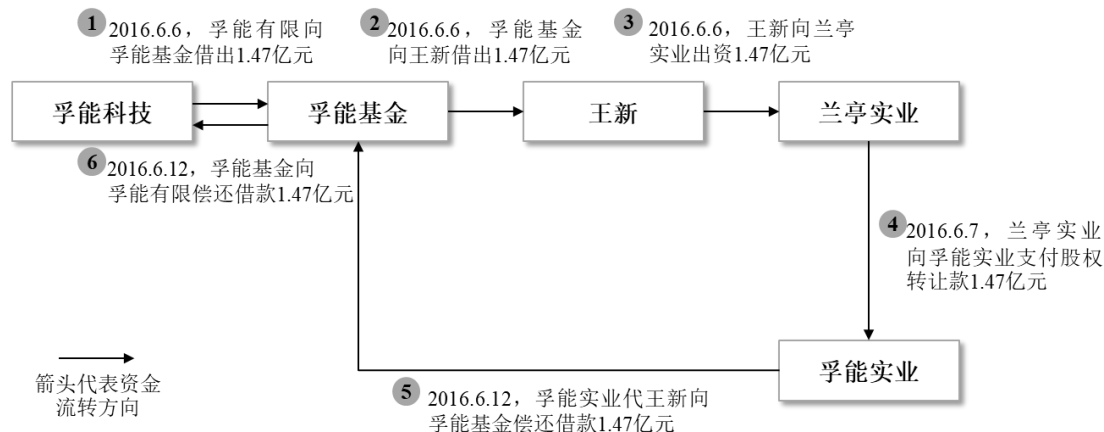 1 2016.6.6，孚能有限向
孚能基金借出1.47亿元
2 2016.6.6，孚能基金
向王新借出1.47亿元
3 2016.6.6，王新向兰亭
实业出资1.47亿元
孚能科技
孚能基金
王新
兰亭实业
6 2016.6.12，孚能基金向
孚能有限偿还借款1.47亿元
4 2016.6.7，兰亭实业
向孚能实业支付股权
转让款1.47亿元
孚能实业
箭头代表资金
流转方向
5 2016.6.12，孚能实业代王新向
孚能基金偿还借款1.47亿元